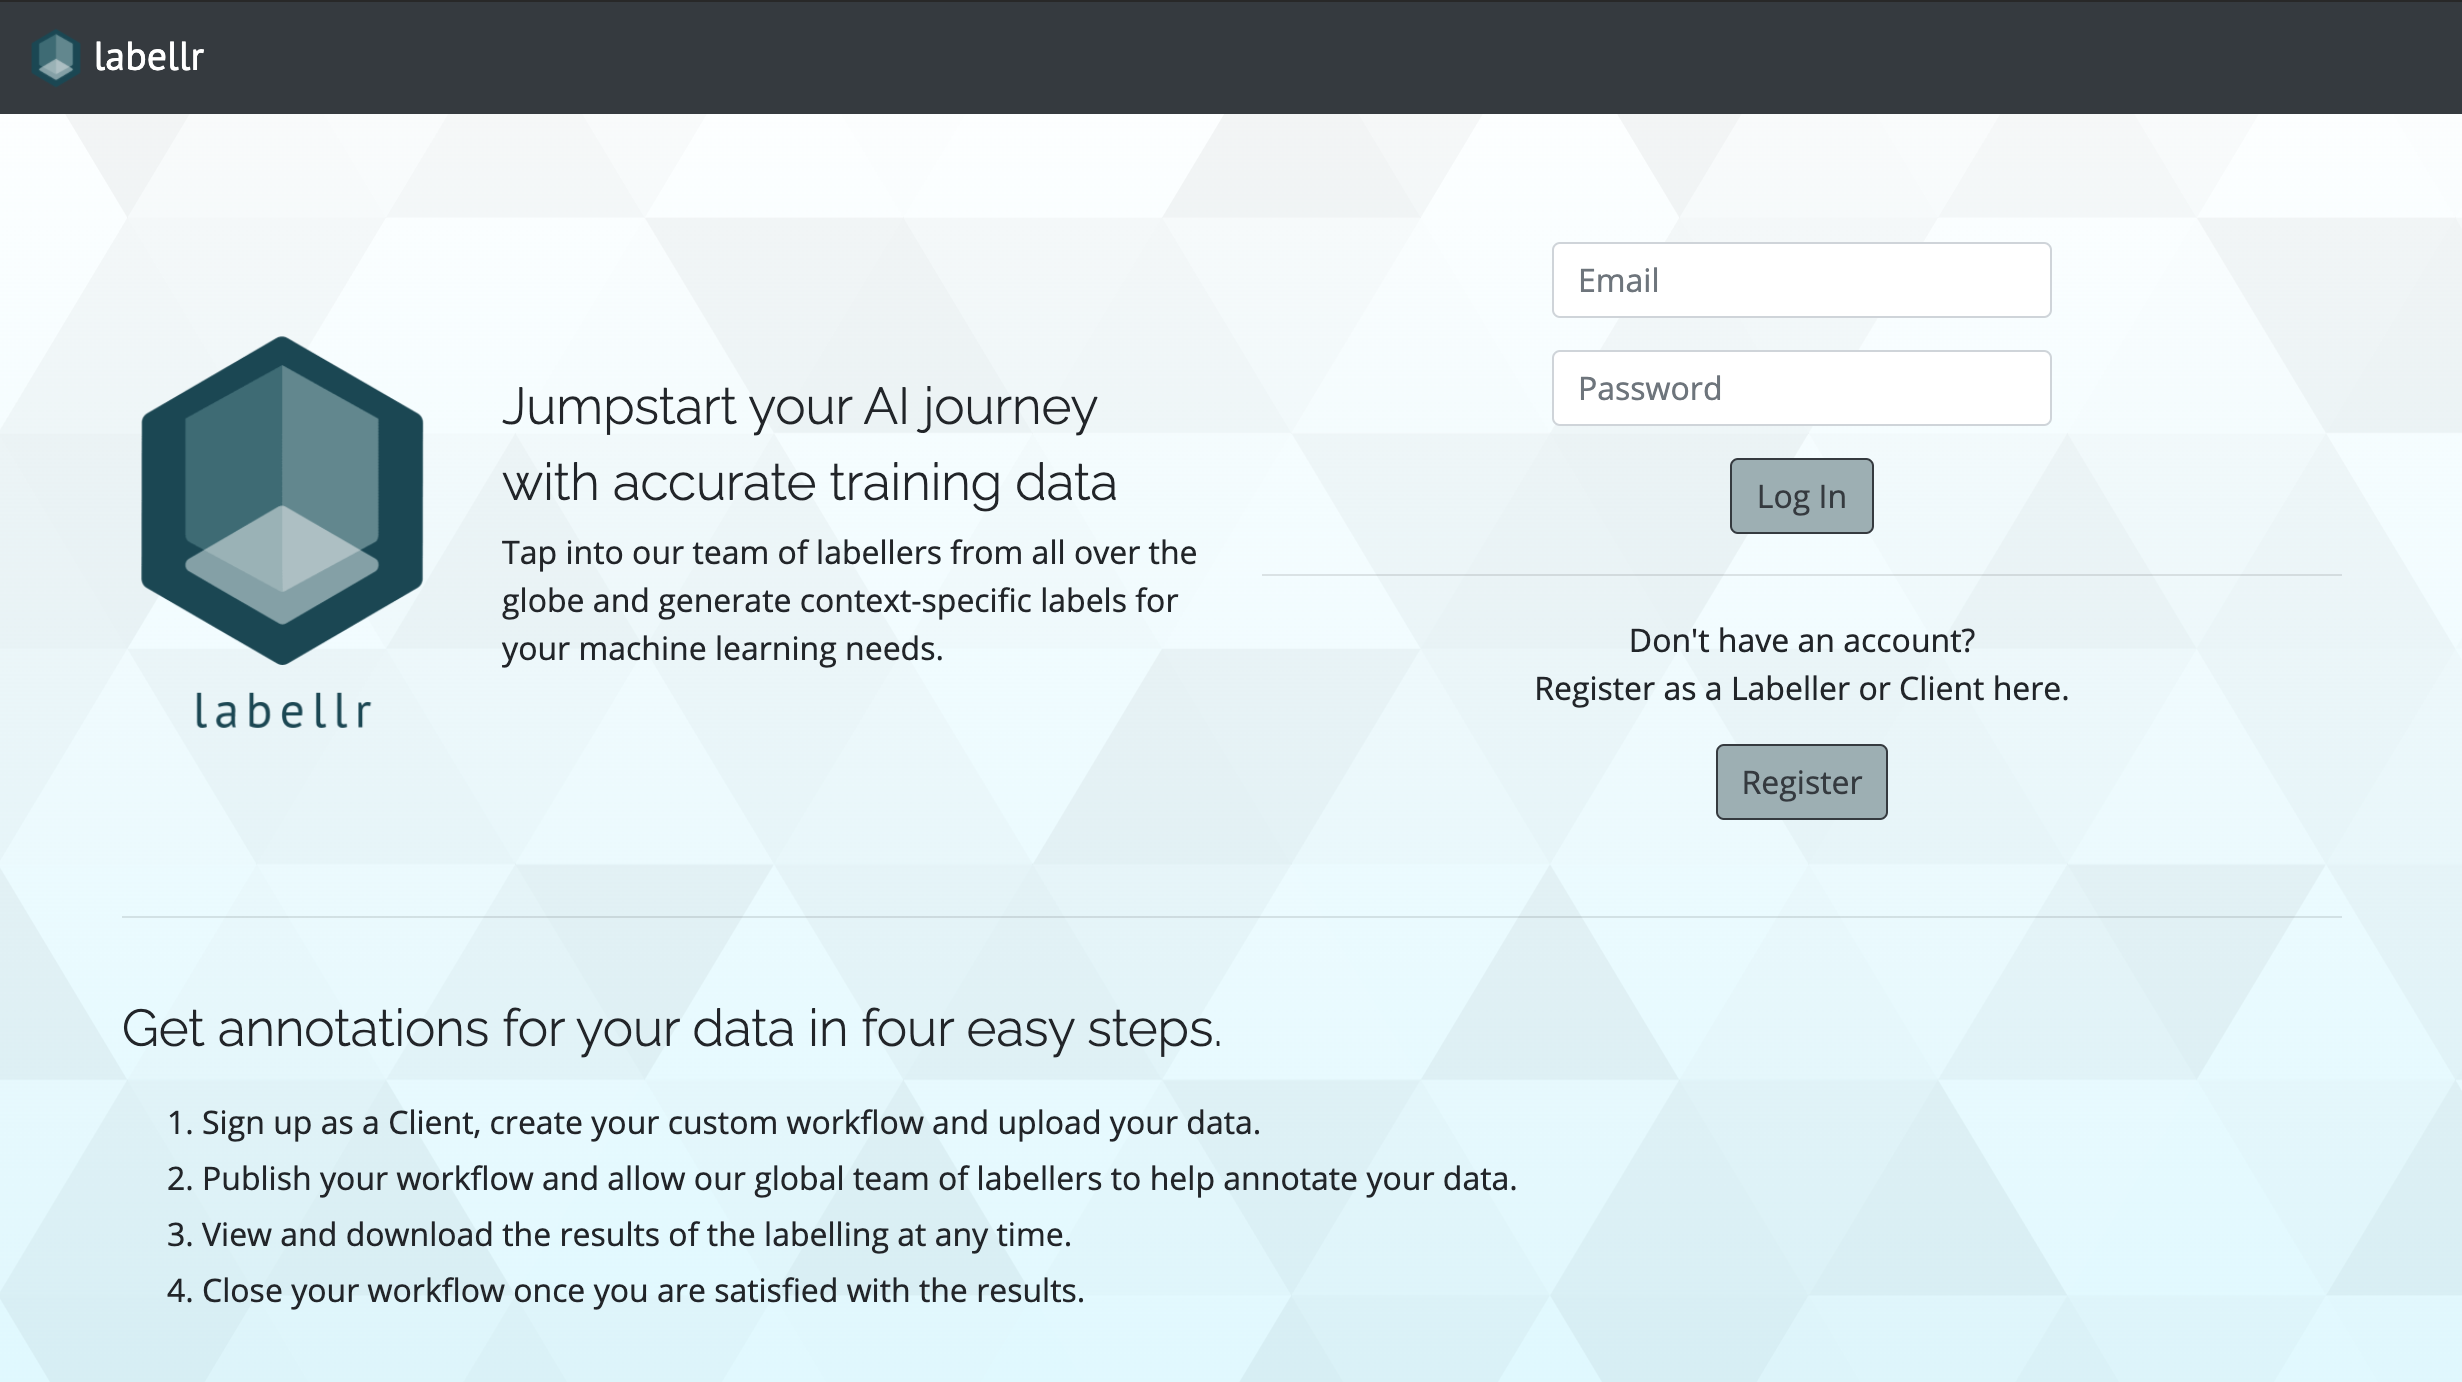 labellr
labellr
Jumpstart your AI journey
with accurate training data
Tap into our team of labellers from all over the
globe and generate context-specific labels for
your machine learning needs.
Email
Password
Log In
Don't have an account?
Register as a Labeller or Client here.
Register
Get annotations for your data in four easy steps.
1. Sign up as a Client, create your custom workflow and upload your data.
2. Publish your workflow and allow our global team of labellers to help annotate your data.
3. View and download the results of the labelling at any time.
4. Close your workflow once you are satisfied with the results.